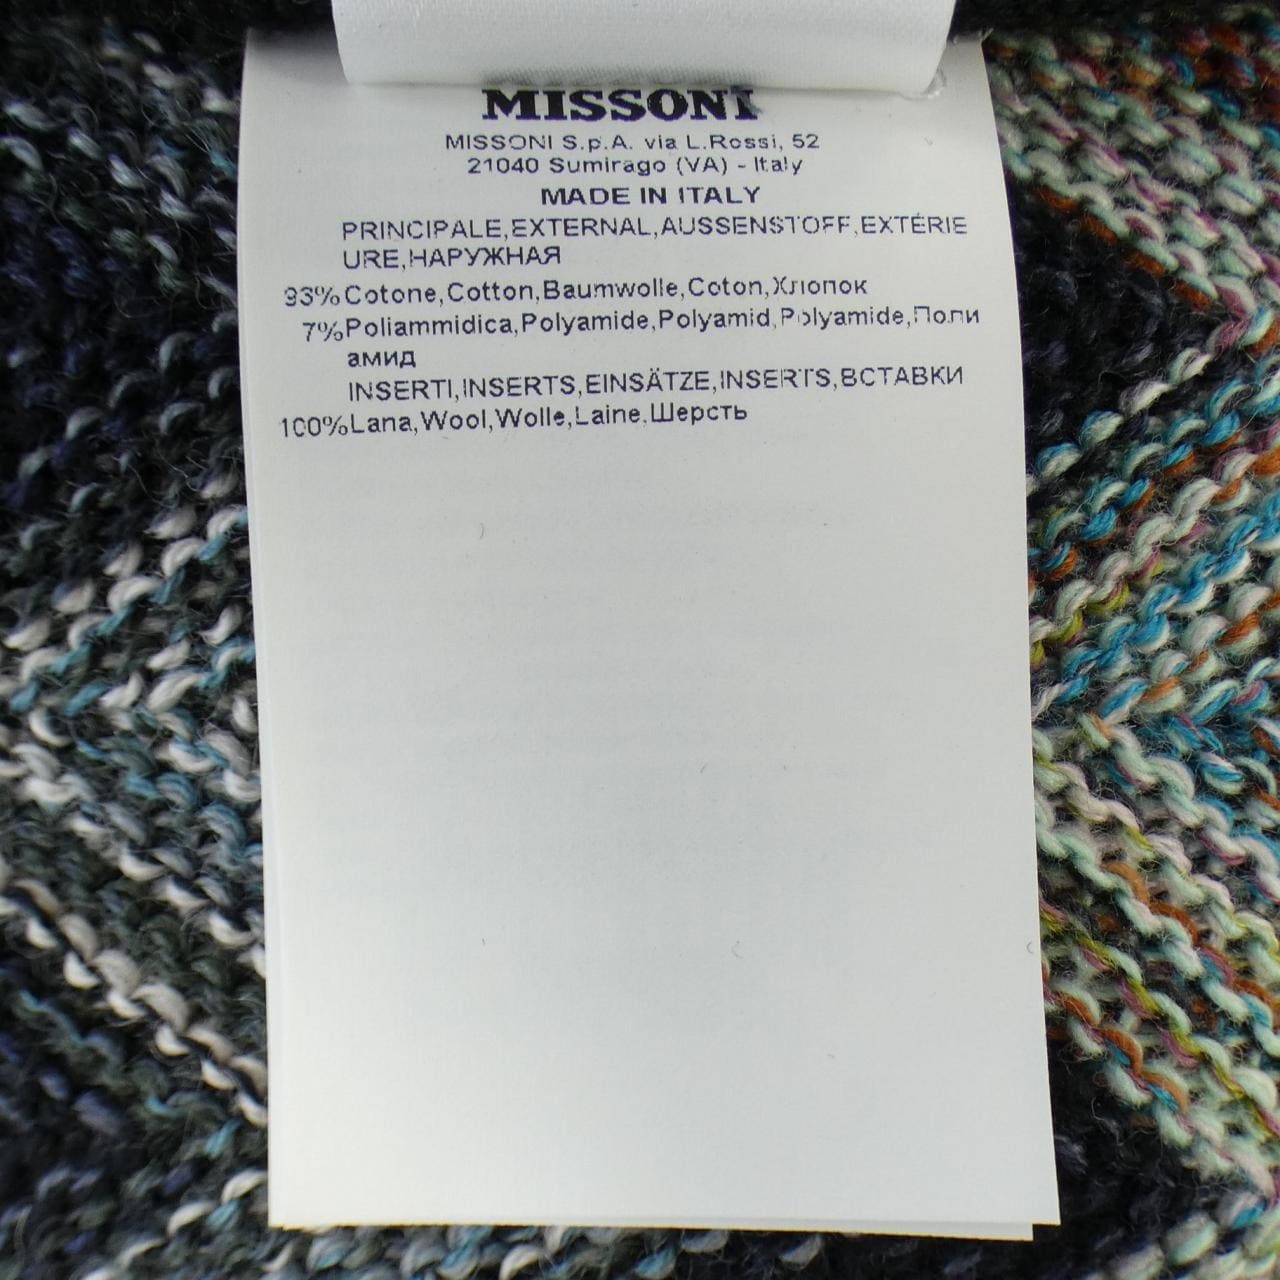 MISSONI
MISSONI S.p.A. via L.Rossi, 52
21040 Sumirago (VA) - Italy
MADE IN ITALY
PRINCIPALE,EXTERNAL,AUSSENSTOFF,EXTÉRIE
URE,НАРУЖНАЯ
93%Cotone,Cotton,Baumwolle,Coton,Хлопок
7%Poliammidica,Polyamide,Polyamid,Polyamide,Поли
амид
INSERTI,INSERTS,EINSÄTZE,INSERTS,ВСТАВКИ
100%Lana,Wool,Wolle,Laine,Шерсть